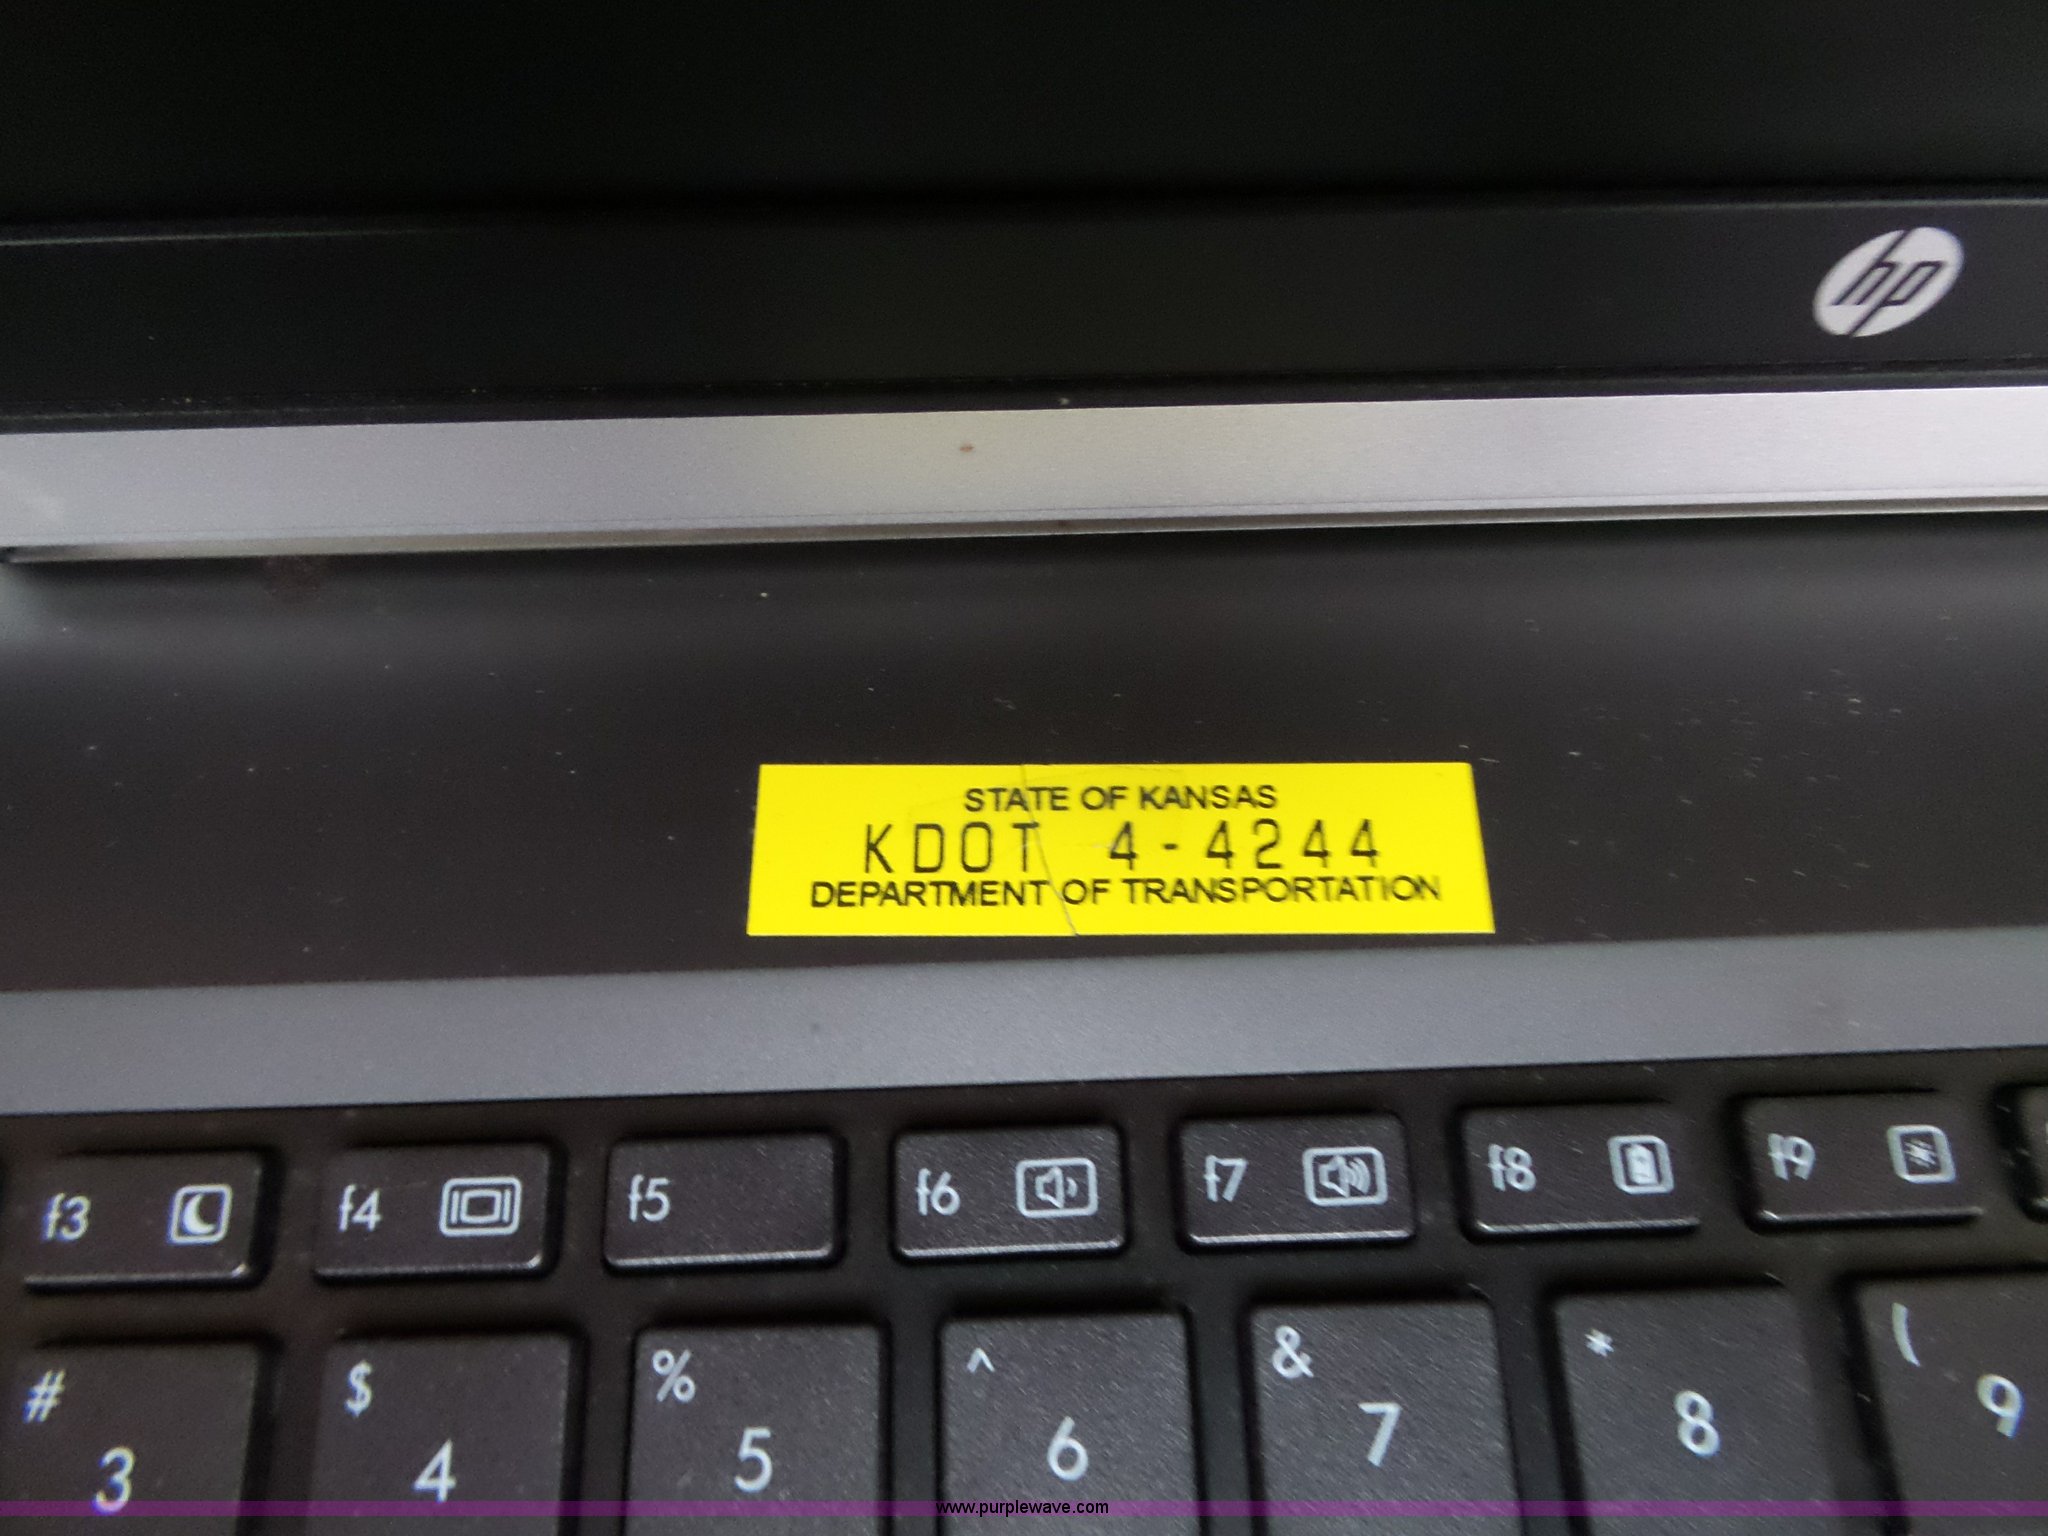 hp
STATE OF KANSAS
KDOT 4-4244
DEPARTMENT OF TRANSPORTATION
f3 f4 f5 f6 f7 f8 f9
# $ % ^ & * (
3 4 5 6 7 8 9
www.purplewave.com